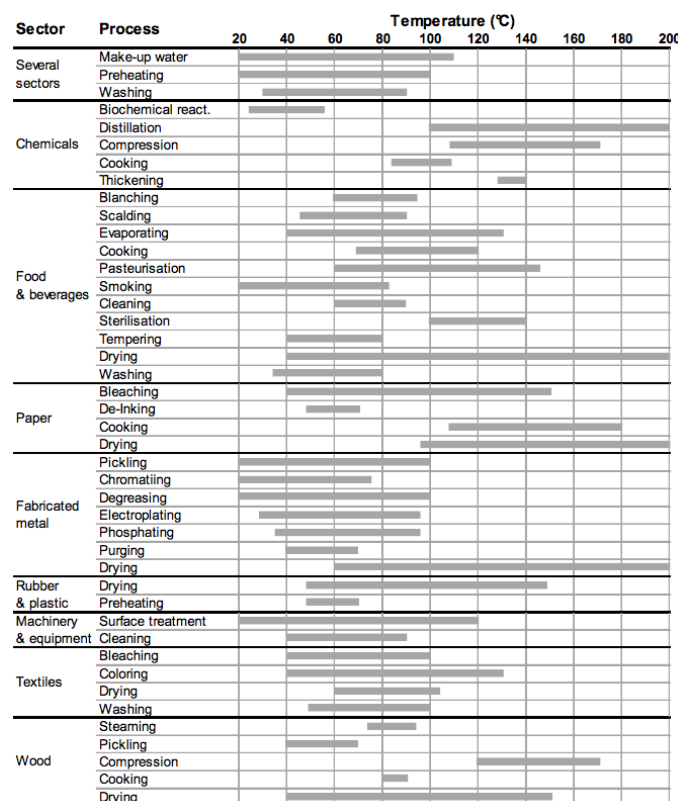 Temperature (°C)
Sector Process
20 40 60 80 100 120 140 160 180 200
Several sectors
Make-up water
Preheating
Washing
Chemicals
Biochemical react.
Distillation
Compression
Cooking
Thickening
Food & beverages
Blanching
Scalding
Evaporating
Cooking
Pasteurisation
Smoking
Cleaning
Sterilisation
Tempering
Drying
Washing
Paper
Bleaching
De-Inking
Cooking
Drying
Fabricated metal
Pickling
Chromatiing
Degreasing
Electroplating
Phosphating
Purging
Drying
Rubber & plastic
Drying
Preheating
Machinery & equipment
Surface treatment
Cleaning
Textiles
Bleaching
Coloring
Drying
Washing
Wood
Steaming
Pickling
Compression
Cooking
Drying